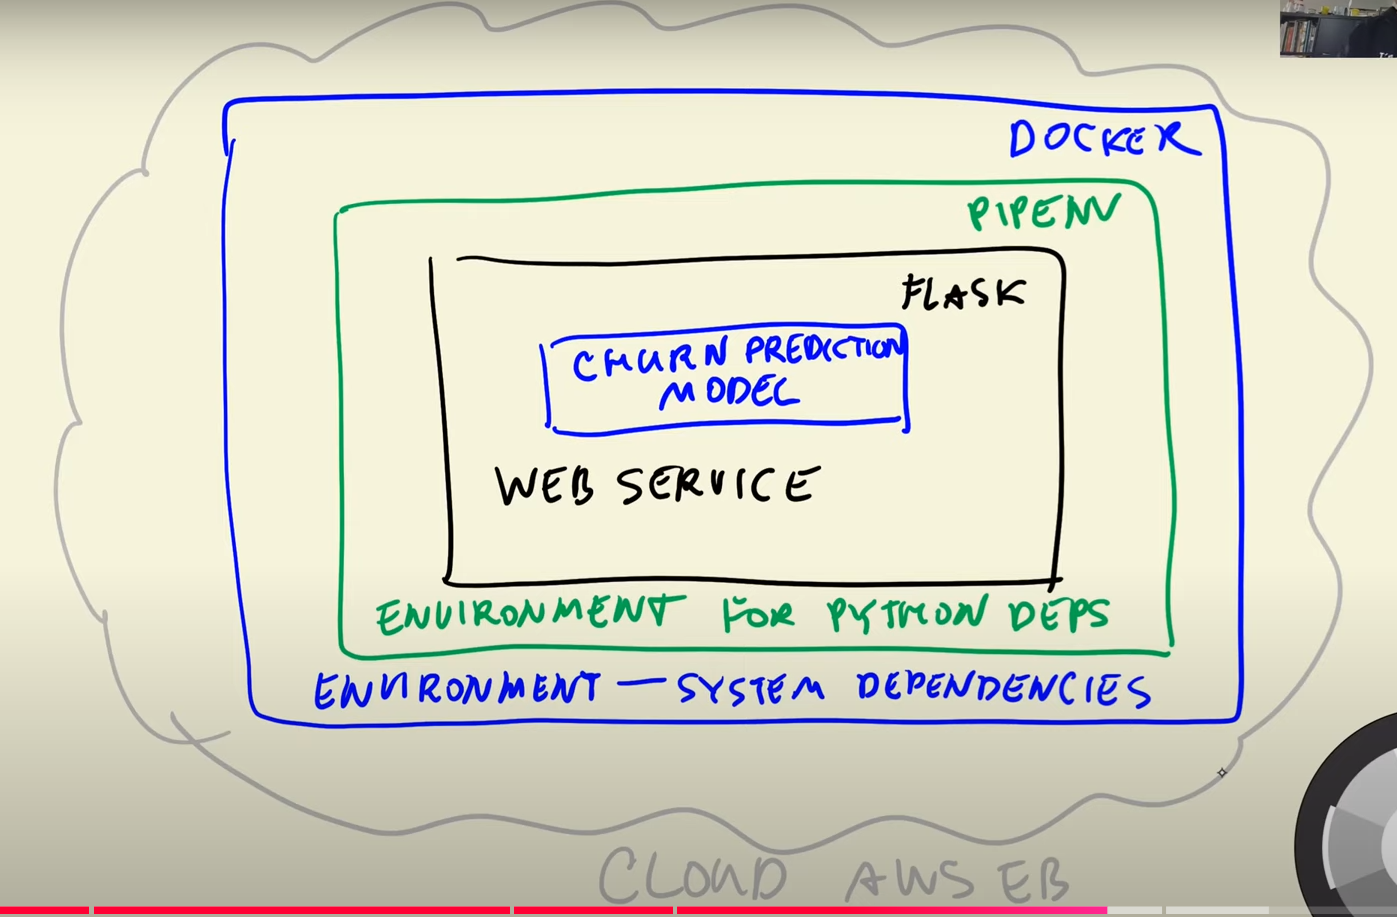 DOCKER
PIPENV
FLASK
CHURN PREDICTION
MODEL
WEB SERVICE
ENVIRONMENT FOR PYTHON DEPS
ENVIRONMENT — SYSTEM DEPENDENCIES
CLOUD AWS EB